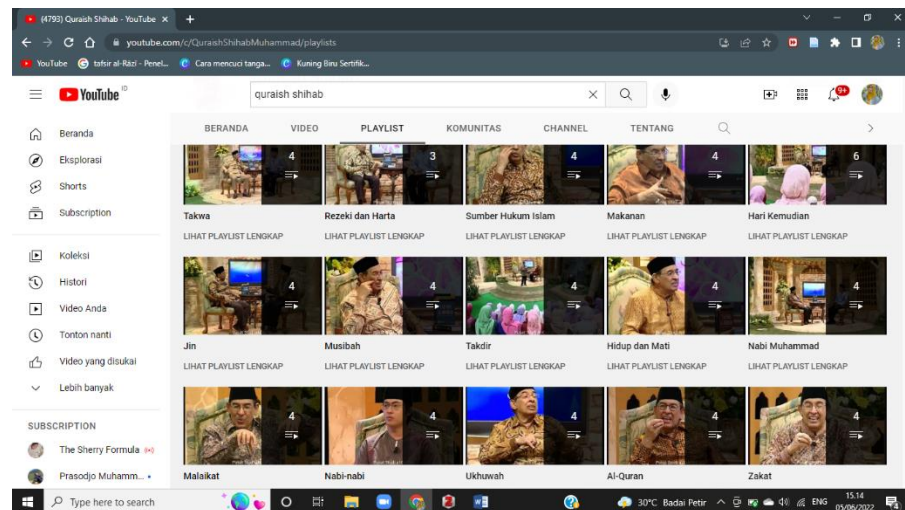 (4793) Quraish Shihab - YouTube
youtube.com/c/QuraishShihabMuhammad/playlists
YouTube tafsir al-Rāzī - Penel... Cara mencuci tanga... Kuning Biru Sertifik...
YouTube ID
quraish shihab
9+
Beranda
Eksplorasi
Shorts
Subscription
Koleksi
Histori
Video Anda
Tonton nanti
Video yang disukai
Lebih banyak
SUBSCRIPTION
The Sherry Formula
Prasodjo Muhamm...
BERANDA VIDEO PLAYLIST KOMUNITAS CHANNEL TENTANG
4 3 4 4 6
Takwa Rezeki dan Harta Sumber Hukum Islam Makanan Hari Kemudian
LIHAT PLAYLIST LENGKAP LIHAT PLAYLIST LENGKAP LIHAT PLAYLIST LENGKAP LIHAT PLAYLIST LENGKAP LIHAT PLAYLIST LENGKAP
4 4 4 4 4
Jin Musibah Takdir Hidup dan Mati Nabi Muhammad
LIHAT PLAYLIST LENGKAP LIHAT PLAYLIST LENGKAP LIHAT PLAYLIST LENGKAP LIHAT PLAYLIST LENGKAP LIHAT PLAYLIST LENGKAP
4 4 4 4 4
Malaikat Nabi-nabi Ukhuwah Al-Quran Zakat
Type here to search
30°C Badai Petir ENG 15.14
05/06/2022